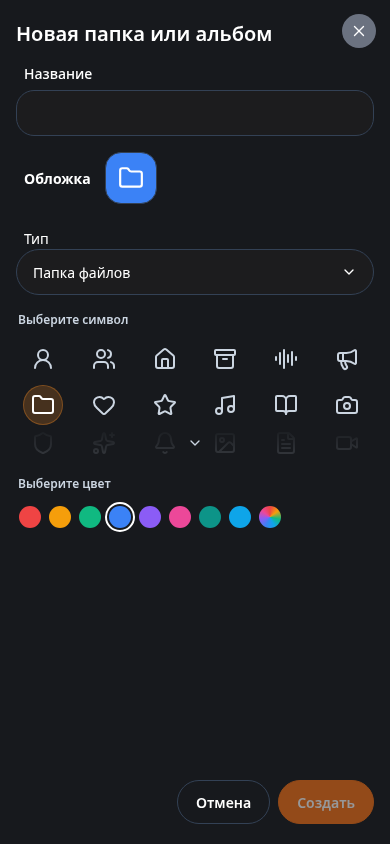 Новая папка или альбом
Название
Обложка
Тип
Папка файлов
Выберите символ
Выберите цвет
Отмена
Создать